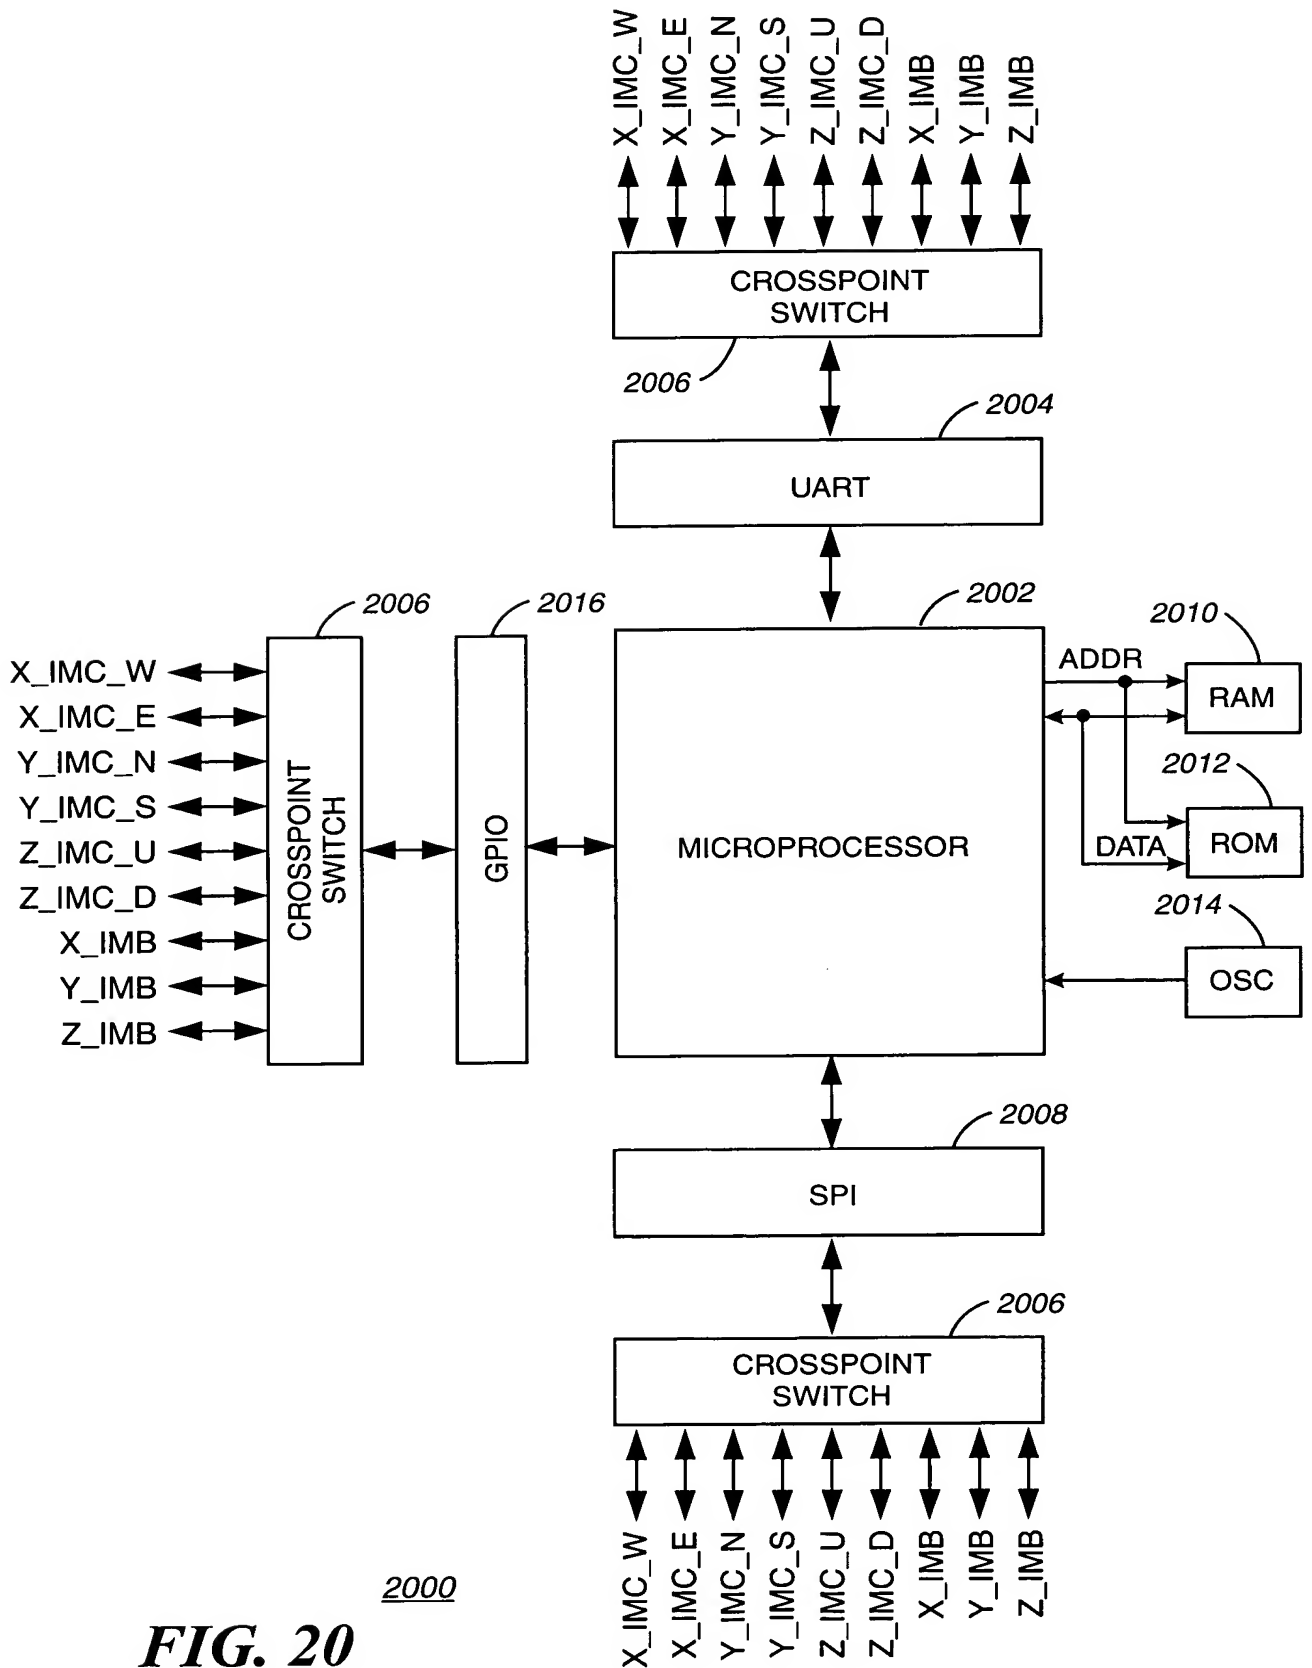 X_IMC_W
X_IMC_E
Y_IMC_N
Y_IMC_S
Z_IMC_U
Z_IMC_D
X_IMB
Y_IMB
Z_IMB
CROSSPOINT
SWITCH
2006
2004
UART
2006
2016
2002
2010
X_IMC_W
X_IMC_E
Y_IMC_N
Y_IMC_S
Z_IMC_U
Z_IMC_D
X_IMB
Y_IMB
Z_IMB
CROSSPOINT
SWITCH
GPIO
MICROPROCESSOR
ADDR
RAM
2012
DATA
ROM
2014
OSC
2008
SPI
2006
CROSSPOINT
SWITCH
X_IMC_W
X_IMC_E
Y_IMC_N
Y_IMC_S
Z_IMC_U
Z_IMC_D
X_IMB
Y_IMB
Z_IMB
2000
FIG. 20